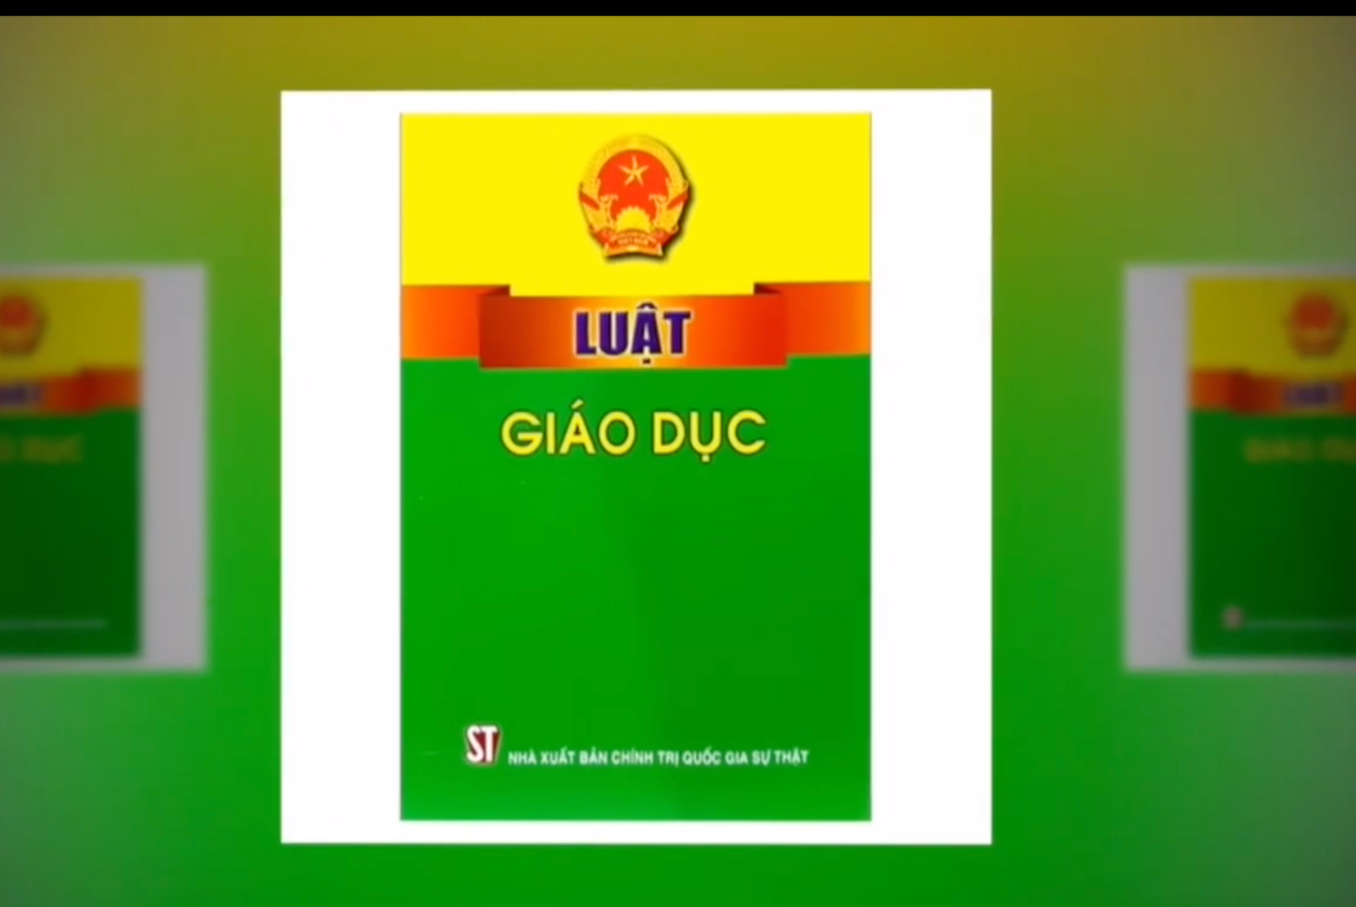 LUẬT
GIÁO DỤC
ST NHÀ XUẤT BẢN CHÍNH TRỊ QUỐC GIA SỰ THẬT